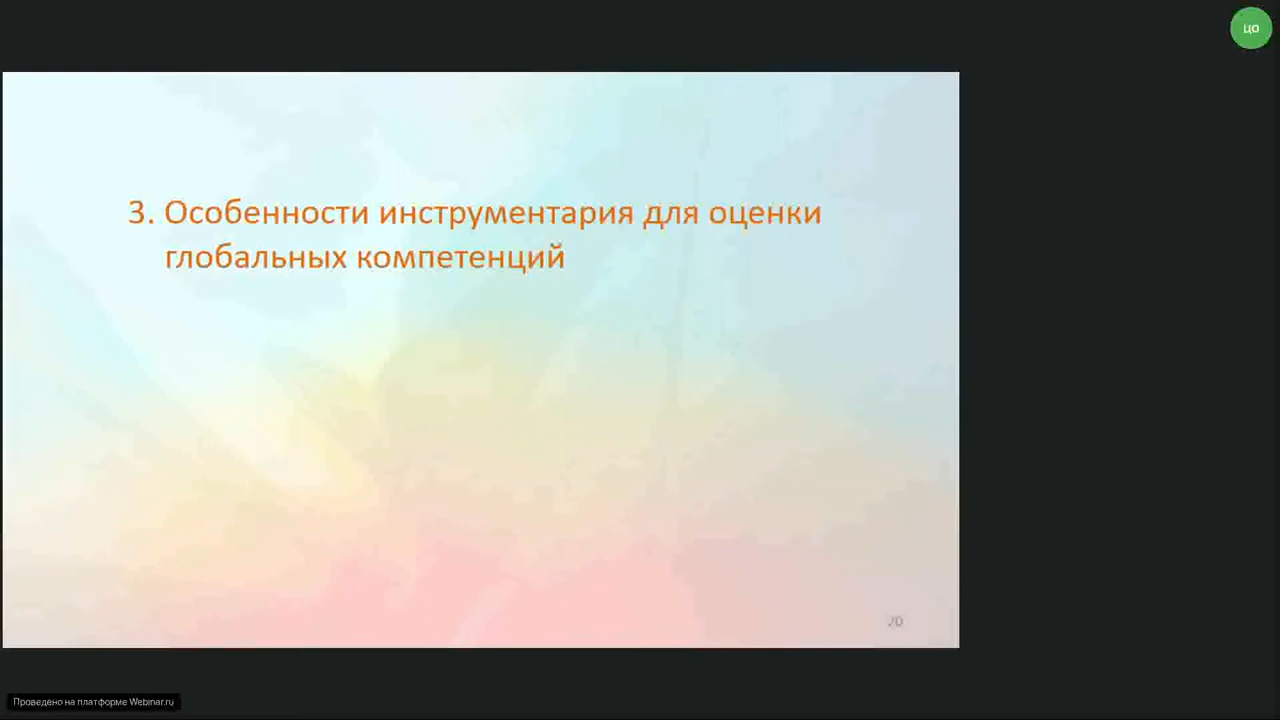 ЦО
3. Особенности инструментария для оценки
глобальных компетенций
20
Проведено на платформе Webinar.ru